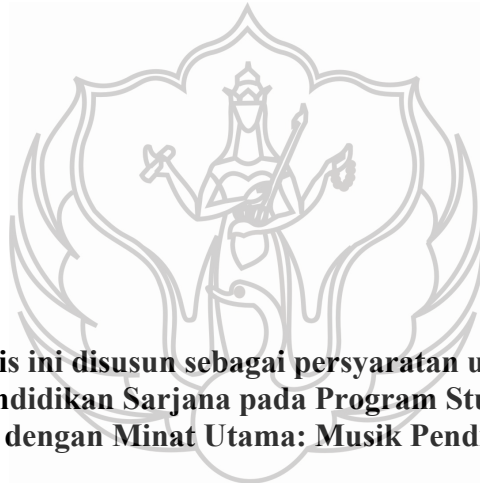 ini disusun sebagai persyaratan
Sarjana pada Program
dengan Minat Utama: Musik